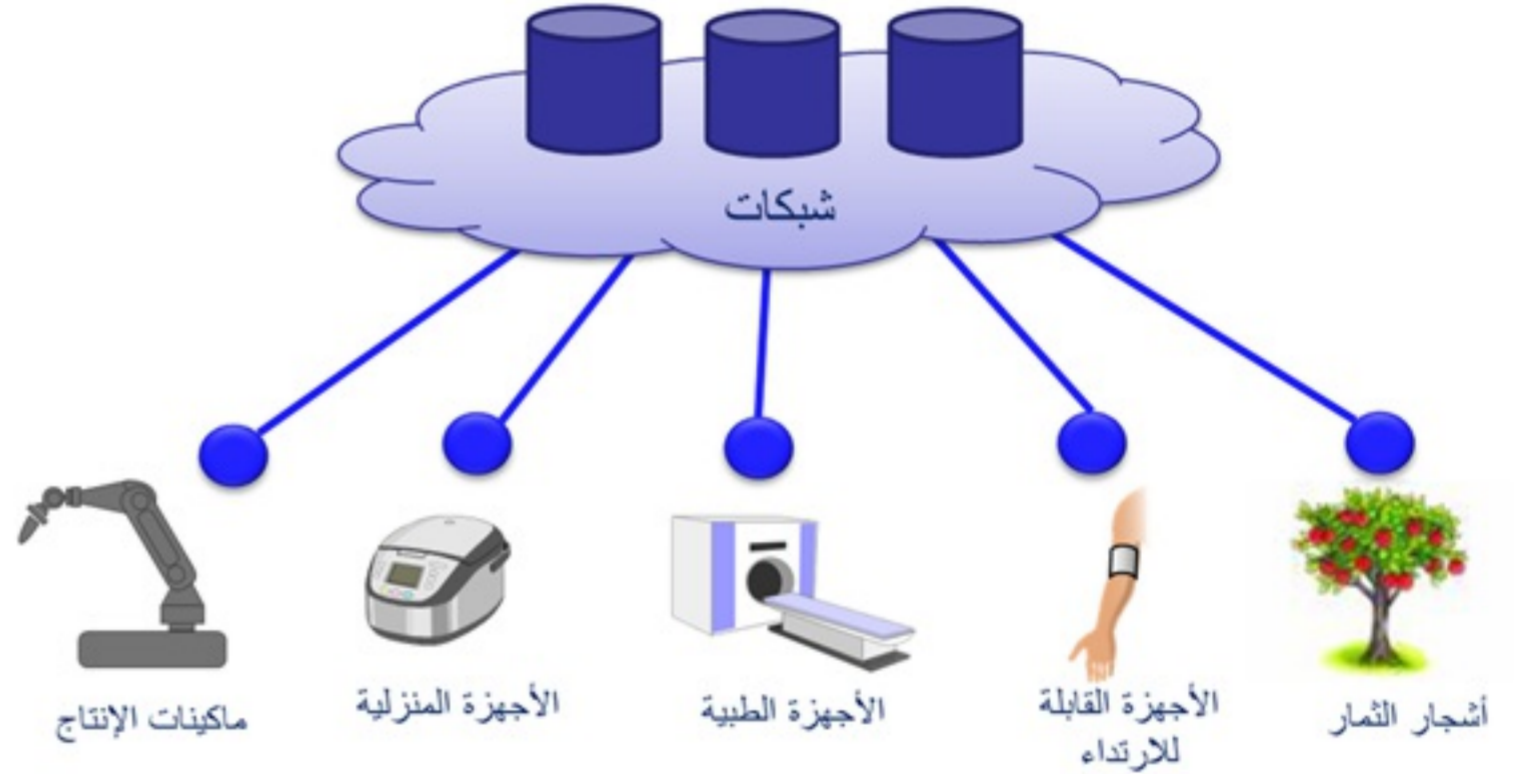 شبكات
أشجار الثمار
الأجهزة القابلة
للارتداء
الأجهزة الطبية
الأجهزة المنزلية
ماكينات الإنتاج